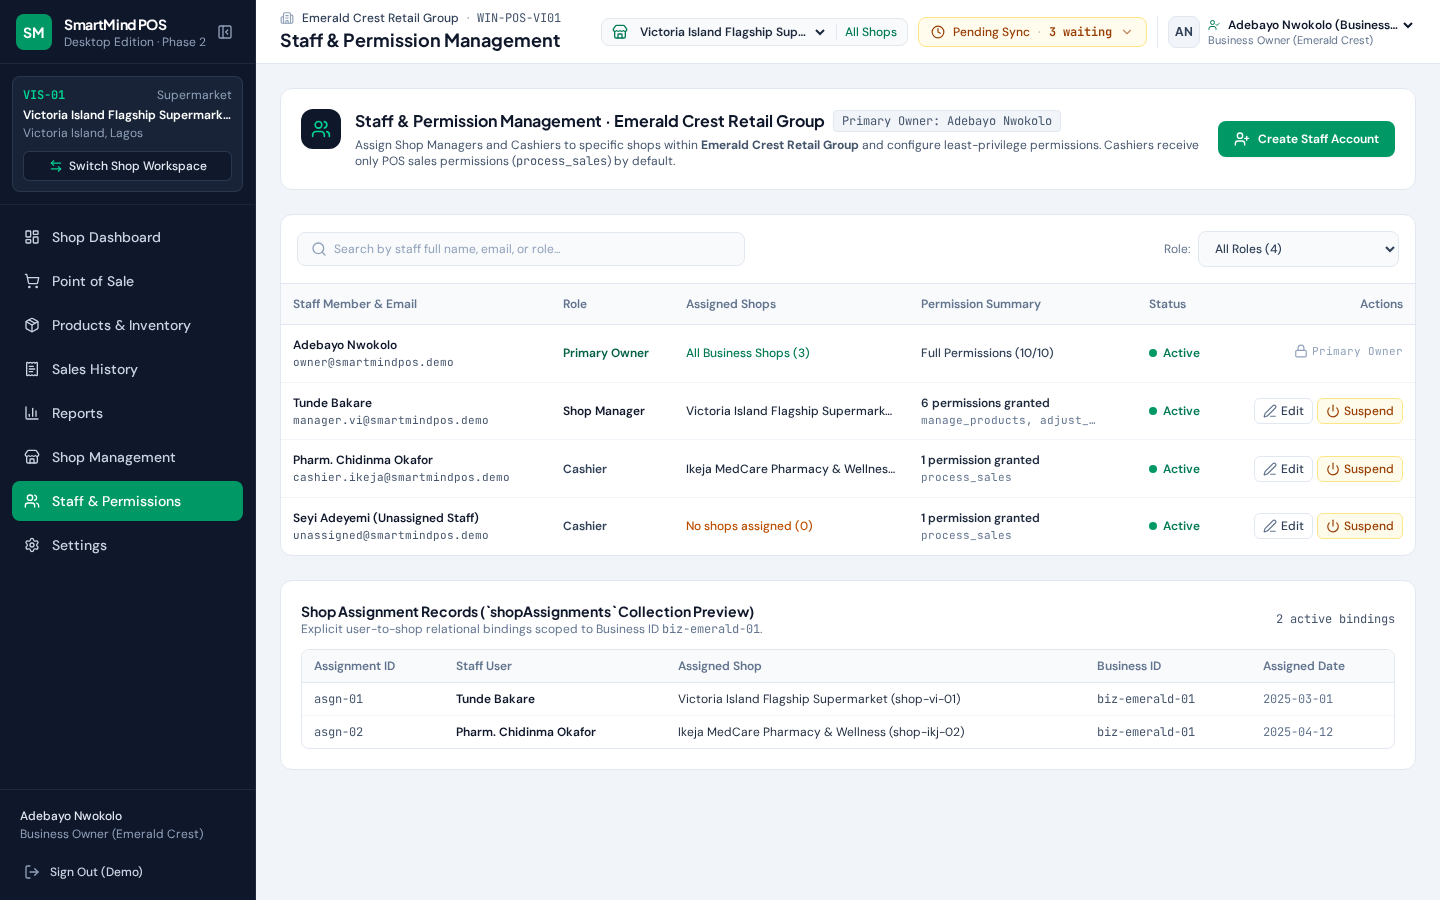 SM
SmartMind POS
Desktop Edition · Phase 2
VIS-01
Supermarket
Victoria Island Flagship Supermark...
Victoria Island, Lagos
Switch Shop Workspace
Shop Dashboard
Point of Sale
Products & Inventory
Sales History
Reports
Shop Management
Staff & Permissions
Settings
Adebayo Nwokolo
Business Owner (Emerald Crest)
Sign Out (Demo)
Emerald Crest Retail Group · WIN-POS-VI01
Staff & Permission Management
Victoria Island Flagship Sup...
All Shops
Pending Sync · 3 waiting
AN
Adebayo Nwokolo (Business...
Business Owner (Emerald Crest)
Staff & Permission Management · Emerald Crest Retail Group
Primary Owner: Adebayo Nwokolo
Assign Shop Managers and Cashiers to specific shops within Emerald Crest Retail Group and configure least-privilege permissions. Cashiers receive
only POS sales permissions (process_sales) by default.
Create Staff Account
Search by staff full name, email, or role...
Role:
All Roles (4)
Staff Member & Email Role Assigned Shops Permission Summary Status Actions
Adebayo Nwokolo
owner@smartmindpos.demo
Primary Owner
All Business Shops (3)
Full Permissions (10/10)
Active
Primary Owner
Tunde Bakare
manager.vi@smartmindpos.demo
Shop Manager
Victoria Island Flagship Supermark...
6 permissions granted
manage_products, adjust_...
Active
Edit
Suspend
Pharm. Chidinma Okafor
cashier.ikeja@smartmindpos.demo
Cashier
Ikeja MedCare Pharmacy & Wellnes...
1 permission granted
process_sales
Active
Edit
Suspend
Seyi Adeyemi (Unassigned Staff)
unassigned@smartmindpos.demo
Cashier
No shops assigned (0)
1 permission granted
process_sales
Active
Edit
Suspend
Shop Assignment Records (`shopAssignments` Collection Preview)
Explicit user-to-shop relational bindings scoped to Business ID biz-emerald-01.
2 active bindings
Assignment ID Staff User Assigned Shop Business ID Assigned Date
asgn-01 Tunde Bakare Victoria Island Flagship Supermarket (shop-vi-01) biz-emerald-01 2025-03-01
asgn-02 Pharm. Chidinma Okafor Ikeja MedCare Pharmacy & Wellness (shop-ikj-02) biz-emerald-01 2025-04-12